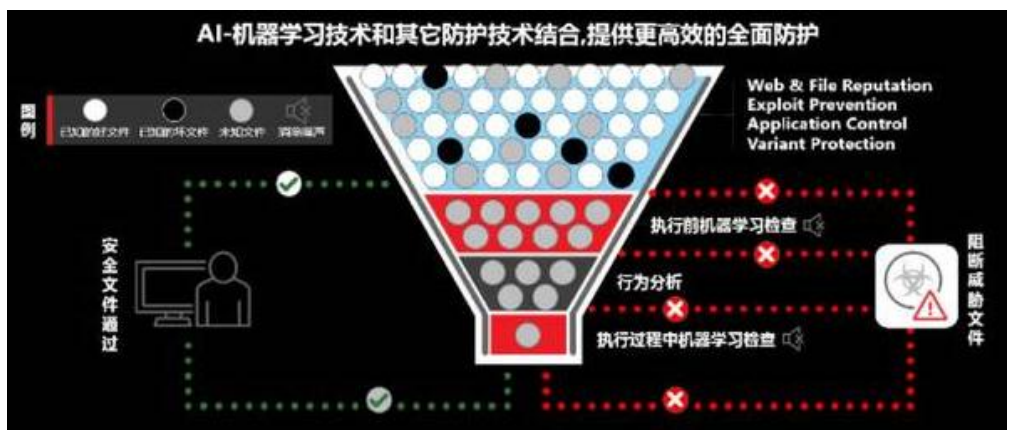 AI-机器学习技术和其它防护技术结合,提供更高效的全面防护
图例
已知的好文件
已知的坏文件
未知文件
消除噪声
Web & File Reputation
Exploit Prevention
Application Control
Variant Protection
执行前机器学习检查
行为分析
执行过程中机器学习检查
安全文件通过
阻断威胁文件